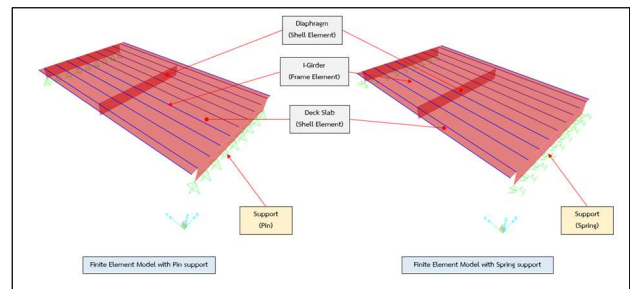 Diaphragm
(Shell Element)
I-Girder
(Frame Element)
Deck Slab
(Shell Element)
Support
(Pin)
Support
(Spring)
Finite Element Model with Pin support
Finite Element Model with Spring support